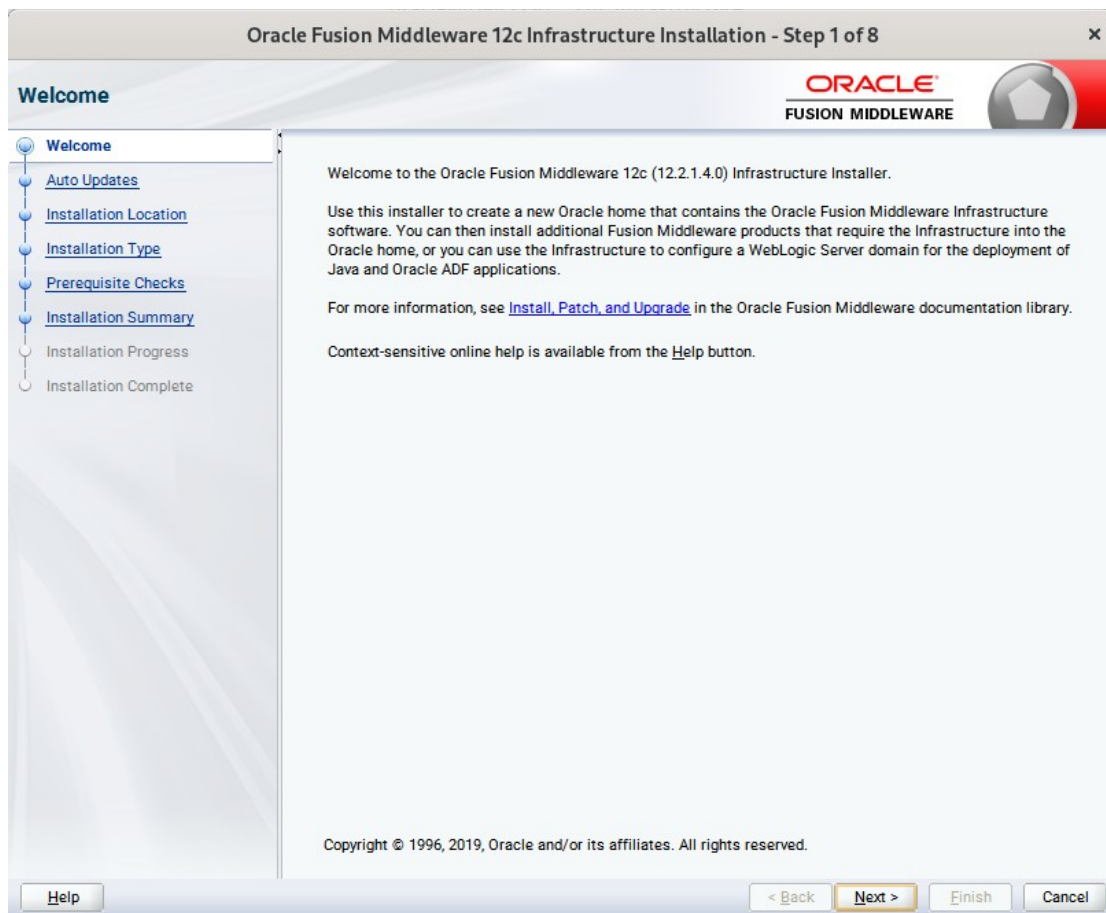 Oracle Fusion Middleware 12c Infrastructure Installation - Step 1 of 8
Welcome
ORACLE
FUSION MIDDLEWARE
Welcome
Auto Updates
Installation Location
Installation Type
Prerequisite Checks
Installation Summary
Installation Progress
Installation Complete
Welcome to the Oracle Fusion Middleware 12c (12.2.1.4.0) Infrastructure Installer.
Use this installer to create a new Oracle home that contains the Oracle Fusion Middleware Infrastructure
software. You can then install additional Fusion Middleware products that require the Infrastructure into the
Oracle home, or you can use the Infrastructure to configure a WebLogic Server domain for the deployment of
Java and Oracle ADF applications.
For more information, see Install, Patch, and Upgrade in the Oracle Fusion Middleware documentation library.
Context-sensitive online help is available from the Help button.
Copyright © 1996, 2019, Oracle and/or its affiliates. All rights reserved.
Help
< Back
Next >
Finish
Cancel